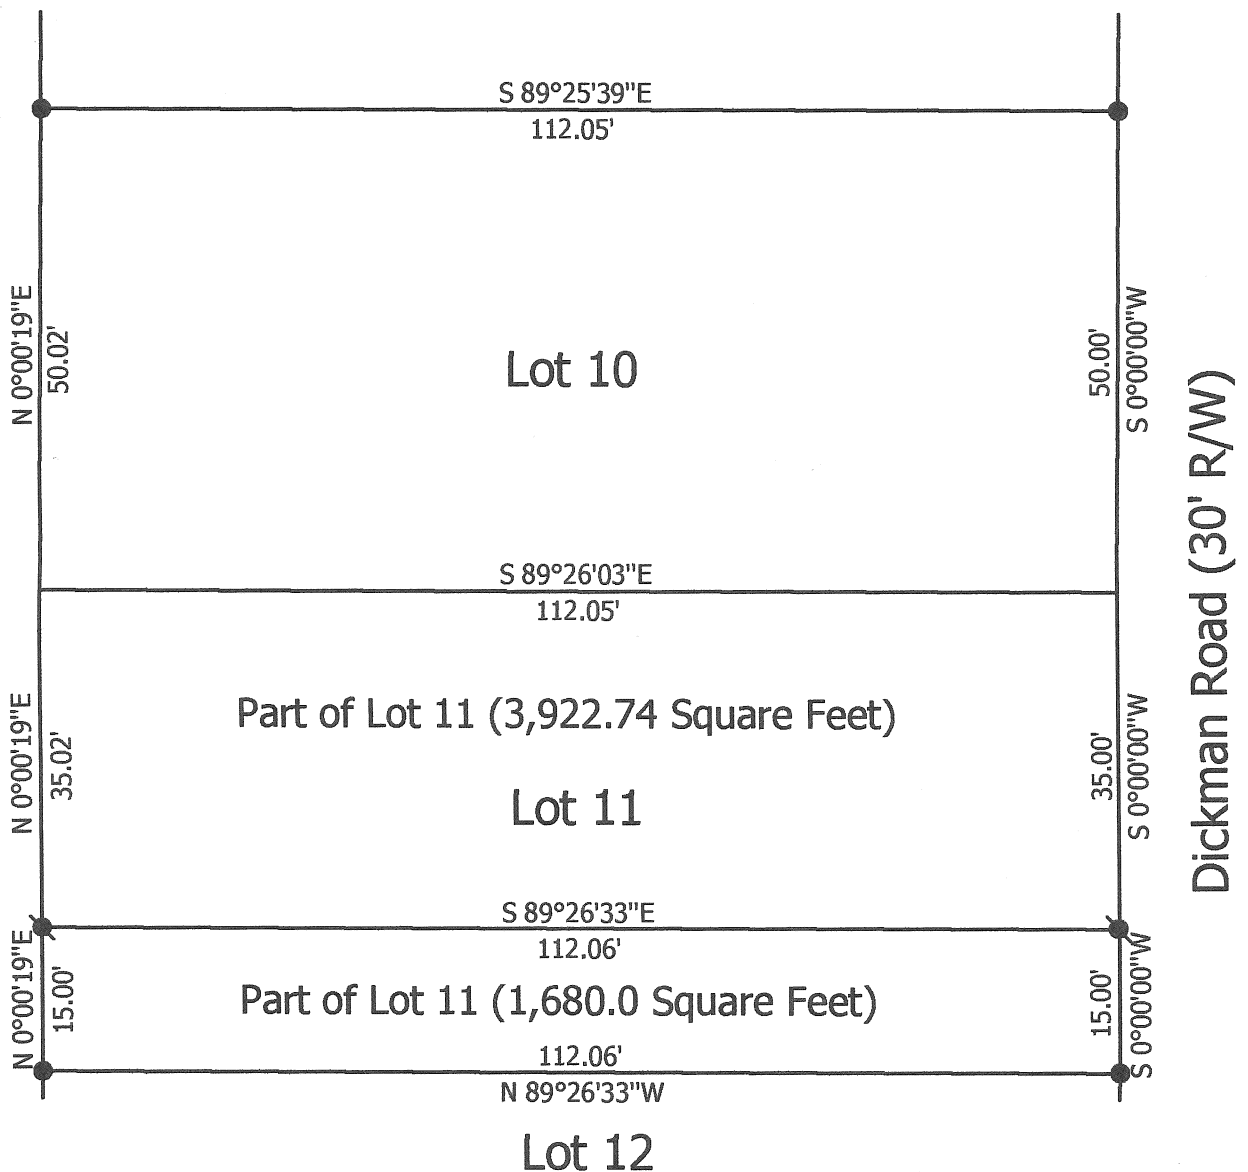 S 89°25'39"E
112.05'
N 0°00'19"E
50.02'
Lot 10
50.00'
S 0°00'00"W
Dickman Road (30' R/W)
S 89°26'03"E
112.05'
N 0°00'19"E
35.02'
Part of Lot 11 (3,922.74 Square Feet)
Lot 11
35.00'
S 0°00'00"W
S 89°26'33"E
112.06'
N 0°00'19"E
15.00'
Part of Lot 11 (1,680.0 Square Feet)
15.00'
S 0°00'00"W
112.06'
N 89°26'33"W
Lot 12